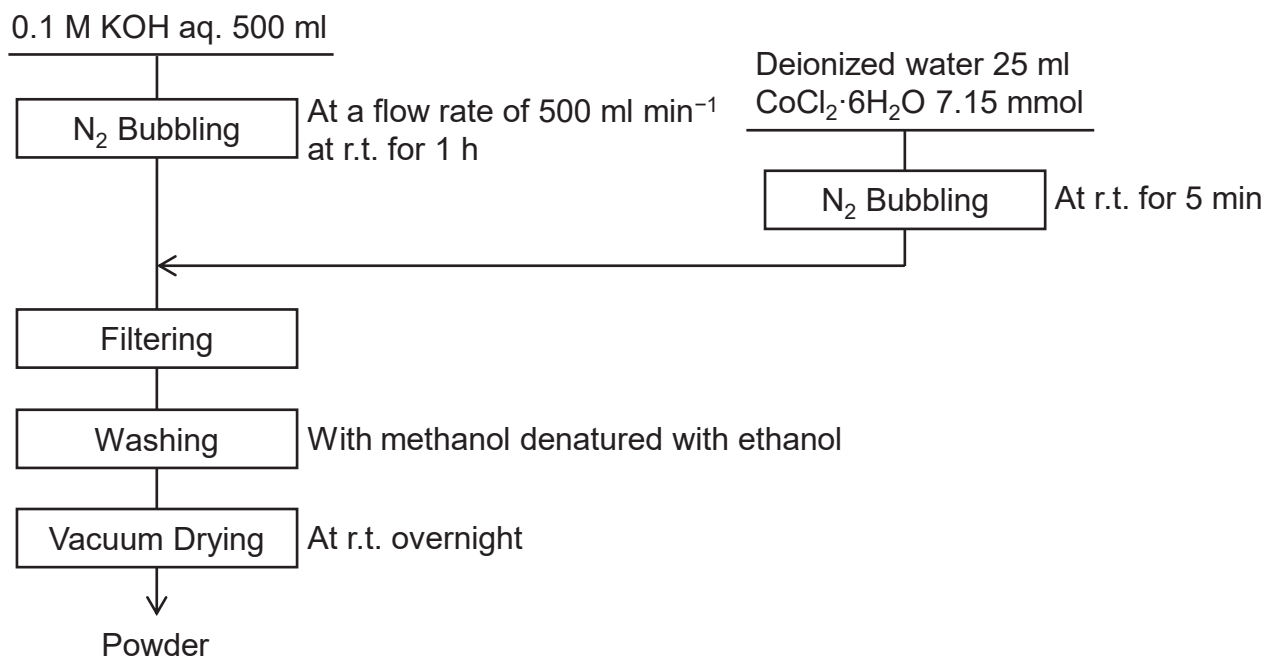 0.1 M KOH aq. 500 ml
N₂ Bubbling
At a flow rate of 500 ml min⁻¹
at r.t. for 1 h
Deionized water 25 ml
CoCl₂·6H₂O 7.15 mmol
N₂ Bubbling
At r.t. for 5 min
Filtering
Washing
With methanol denatured with ethanol
Vacuum Drying
At r.t. overnight
Powder